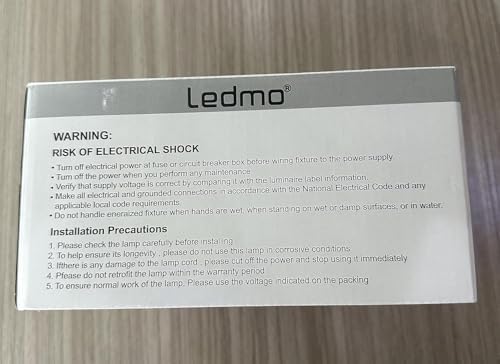 Ledmo®
WARNING:
RISK OF ELECTRICAL SHOCK
• Turn off electrical power at fuse or circuit breaker box before wiring fixture to the power supply.
• Turn off the power when you perform any maintenance.
• Verify that supply voltage is correct by comparing it with the luminaire label information.
• Make all electrical and grounded connections in accordance with the National Electrical Code and any
applicable local code requirements.
• Do not handle eneraized fixture when hands are wet, when standing on wet or damp surfaces, or in water.
Installation Precautions
1. Please check the lamp carefully before instaling
2. To help ensure its longevity , please do not use this lamp in corrosive conditions
3. Ifthere is any damage to the lamp cord , please cut off the power and stop using it immediately
4. Please do not retrofit the lamp within the warranty period
5. To ensure normal work of the lamp, Please use the voltage indicated on the packing